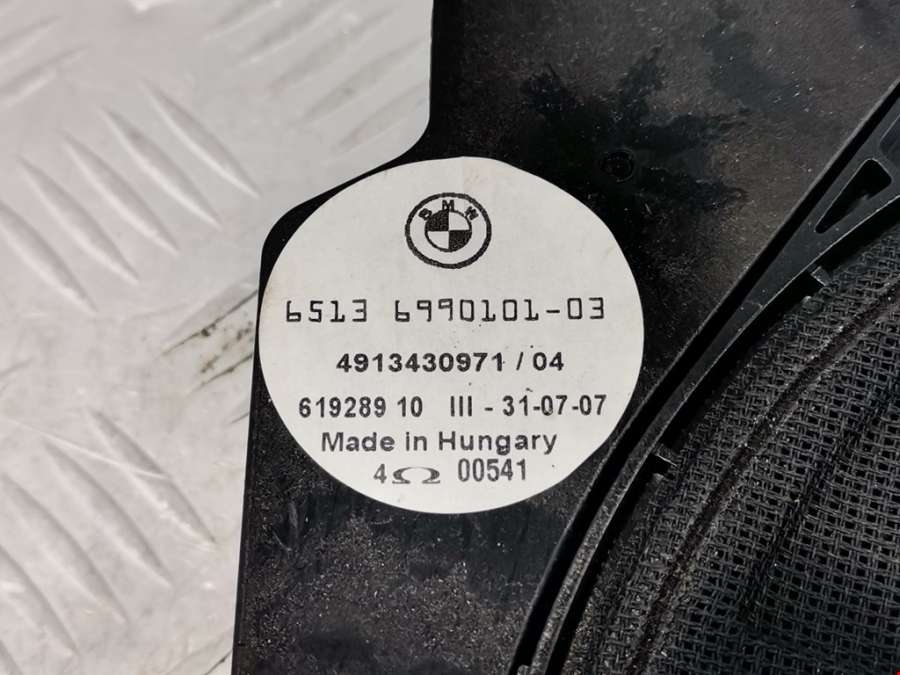 BMW
6513 6990101-03
4913430971 / 04
619289 10 III - 31-07-07
Made in Hungary
4Ω 00541